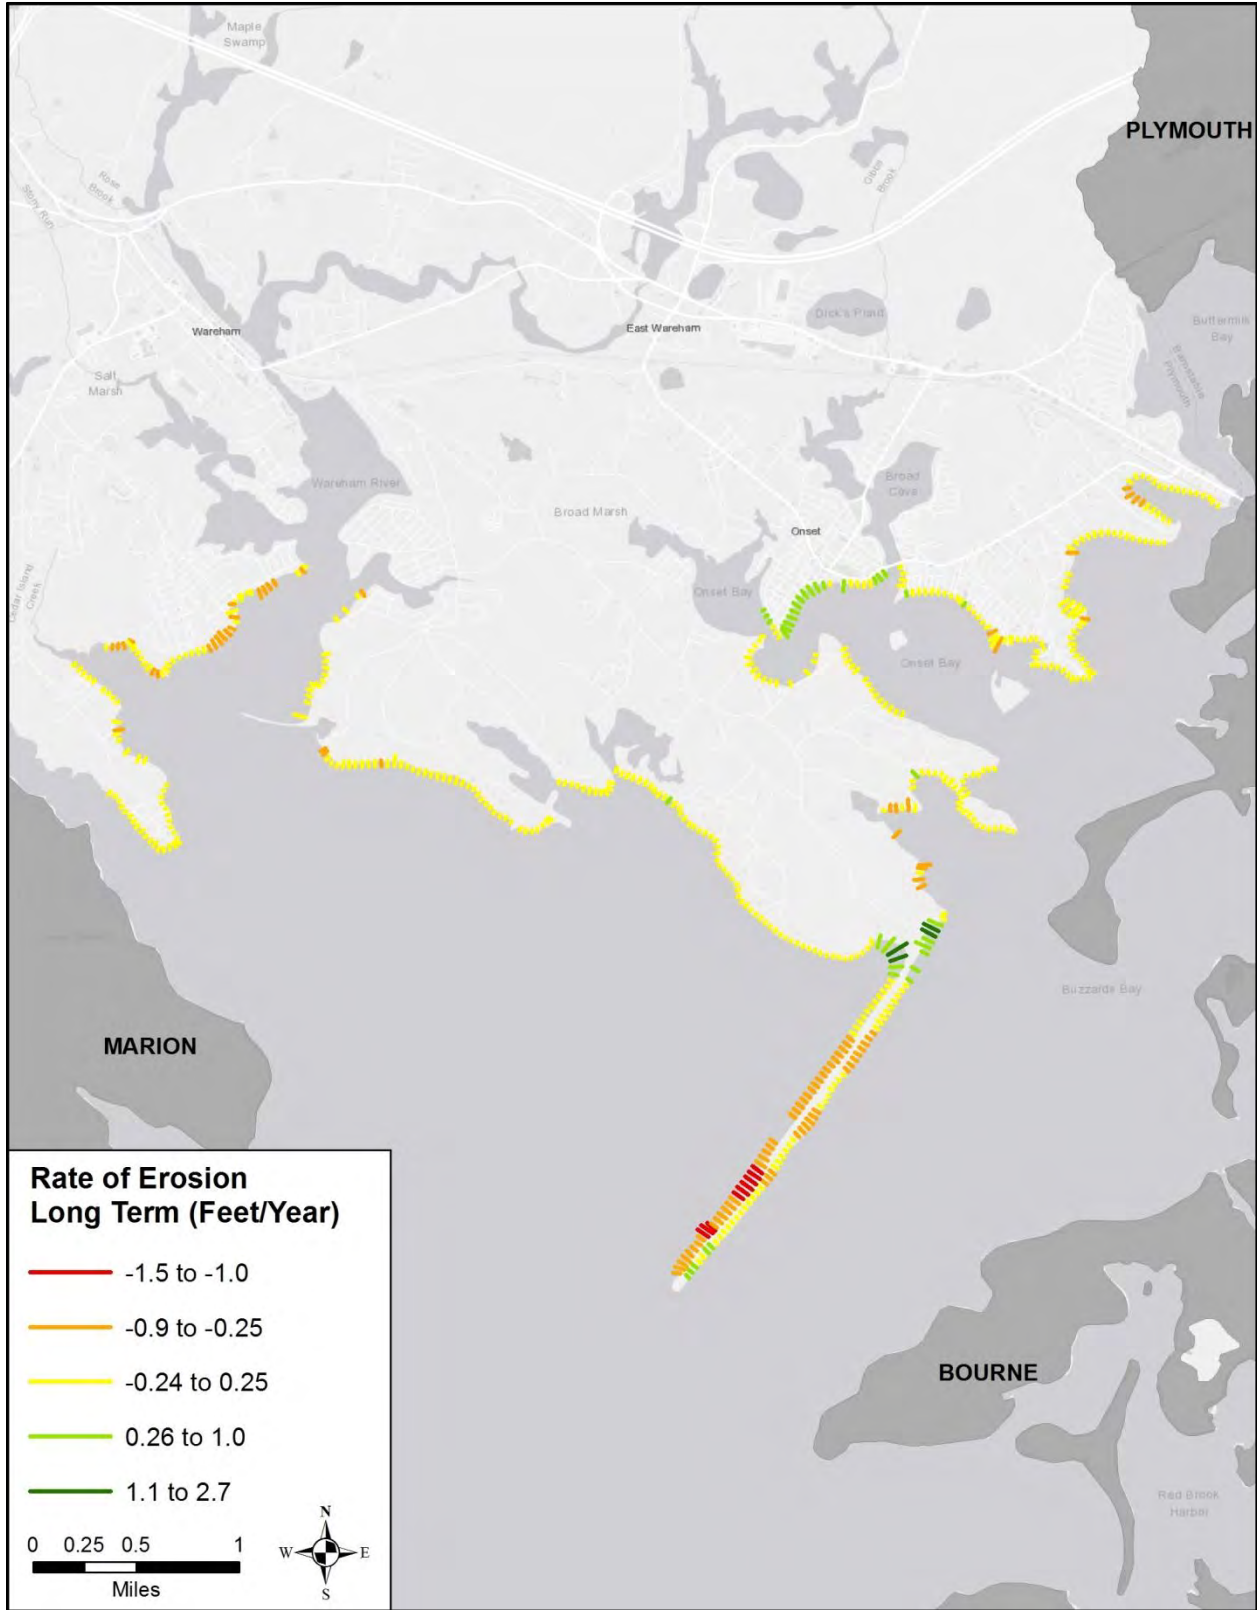 Maple
Swamp
PLYMOUTH
Gibbs
Brook
Rose
Brook
Stony Run
Dick's Pond
Buttermilk
Bay
Wareham
East Wareham
Barnstable
Plymouth
Salt
Marsh
Wareham River
Broad
Cove
Broad Marsh
Onset
Cedar Island
Creek
Onset Bay
Onset Bay
Buzzards Bay
MARION
Rate of Erosion
Long Term (Feet/Year)
-1.5 to -1.0
-0.9 to -0.25
-0.24 to 0.25
0.26 to 1.0
1.1 to 2.7
0 0.25 0.5 1
Miles
N
W E
S
BOURNE
Red Brook
Harbor